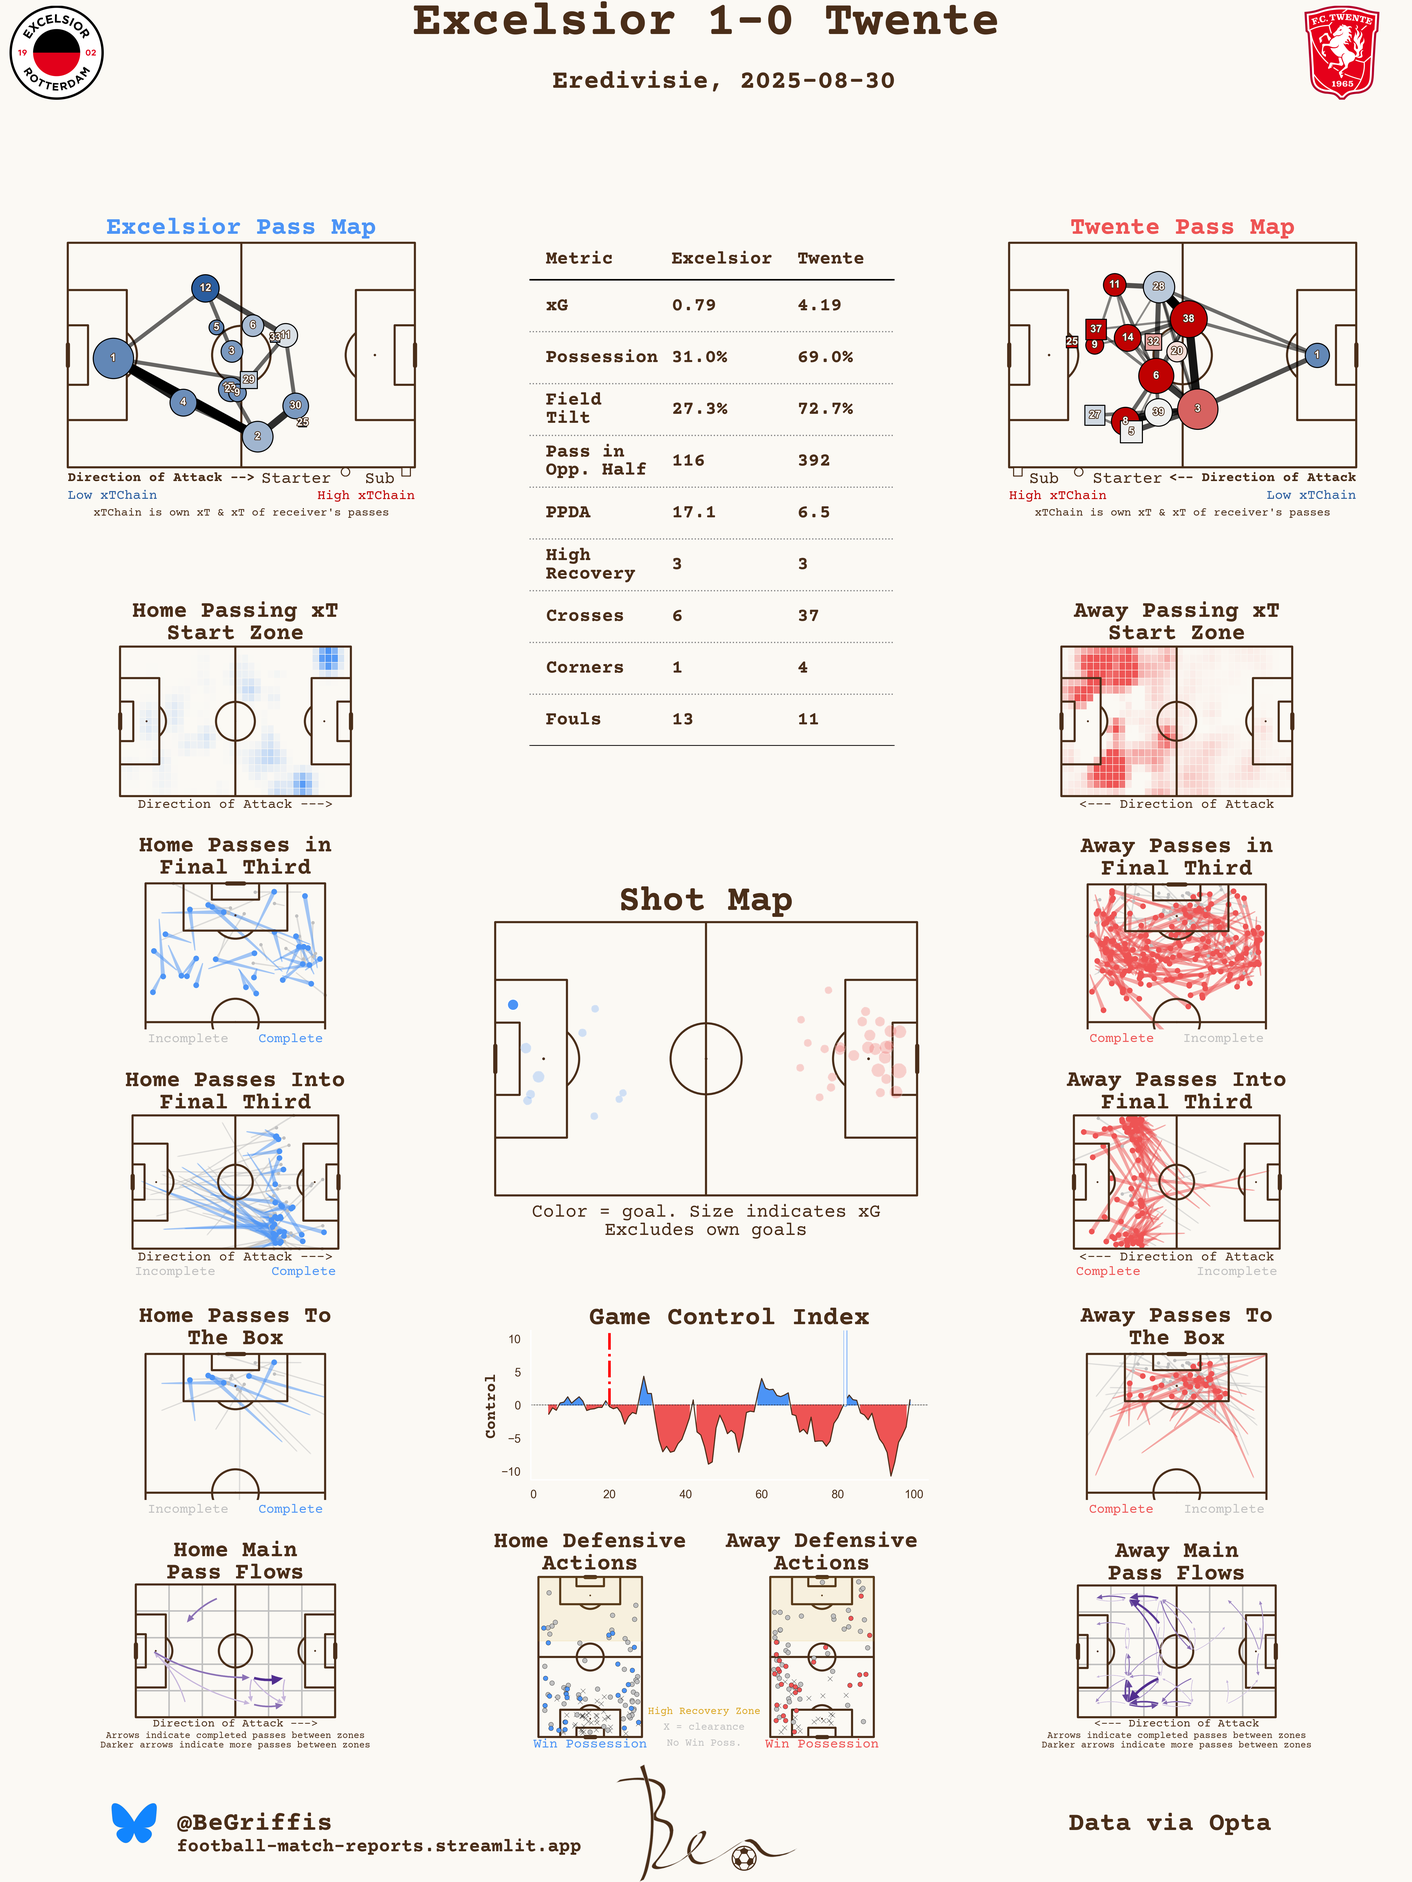 Excelsior 1-0 Twente
Eredivisie, 2025-08-30
EXCELSIOR
19 02
ROTTERDAM
F.C. TWENTE
1965
Excelsior Pass Map
12
5
6
33
11
3
1
29
23
9
4
30
25
2
Direction of Attack --> Starter Sub
Low xTChain High xTChain
xTChain is own xT & xT of receiver's passes
Metric Excelsior Twente
xG 0.79 4.19
Possession 31.0% 69.0%
Field
Tilt 27.3% 72.7%
Pass in
Opp. Half 116 392
PPDA 17.1 6.5
High
Recovery 3 3
Crosses 6 37
Corners 1 4
Fouls 13 11
Twente Pass Map
11
28
38
37
14
25
9
32
20
1
6
27
8
39
3
5
Sub Starter <-- Direction of Attack
High xTChain Low xTChain
xTChain is own xT & xT of receiver's passes
Home Passing xT
Start Zone
Direction of Attack --->
Away Passing xT
Start Zone
<--- Direction of Attack
Home Passes in
Final Third
Incomplete Complete
Away Passes in
Final Third
Complete Incomplete
Shot Map
Color = goal. Size indicates xG
Excludes own goals
Home Passes Into
Final Third
Direction of Attack --->
Incomplete Complete
Away Passes Into
Final Third
<--- Direction of Attack
Complete Incomplete
Home Passes To
The Box
Incomplete Complete
Game Control Index
Control
10
5
0
−5
−10
0 20 40 60 80 100
Away Passes To
The Box
Complete Incomplete
Home Main
Pass Flows
Direction of Attack --->
Arrows indicate completed passes between zones
Darker arrows indicate more passes between zones
Home Defensive
Actions
Win Possession
High Recovery Zone
X = clearance
No Win Poss.
Away Defensive
Actions
Win Possession
Away Main
Pass Flows
<--- Direction of Attack
Arrows indicate completed passes between zones
Darker arrows indicate more passes between zones
@BeGriffis
football-match-reports.streamlit.app
Ben
Data via Opta